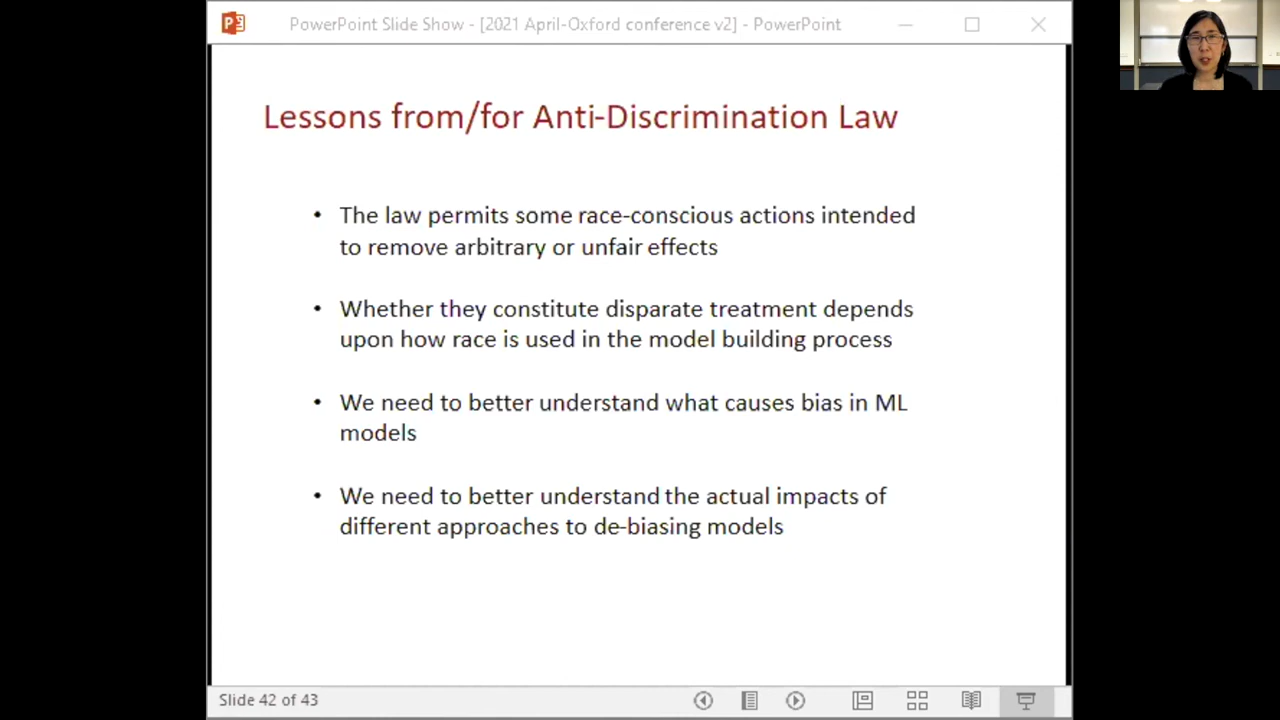 PowerPoint Slide Show - [2021 April-Oxford conference v2] - PowerPoint
Lessons from/for Anti-Discrimination Law
• The law permits some race-conscious actions intended
to remove arbitrary or unfair effects
• Whether they constitute disparate treatment depends
upon how race is used in the model building process
• We need to better understand what causes bias in ML
models
• We need to better understand the actual impacts of
different approaches to de-biasing models
Slide 42 of 43